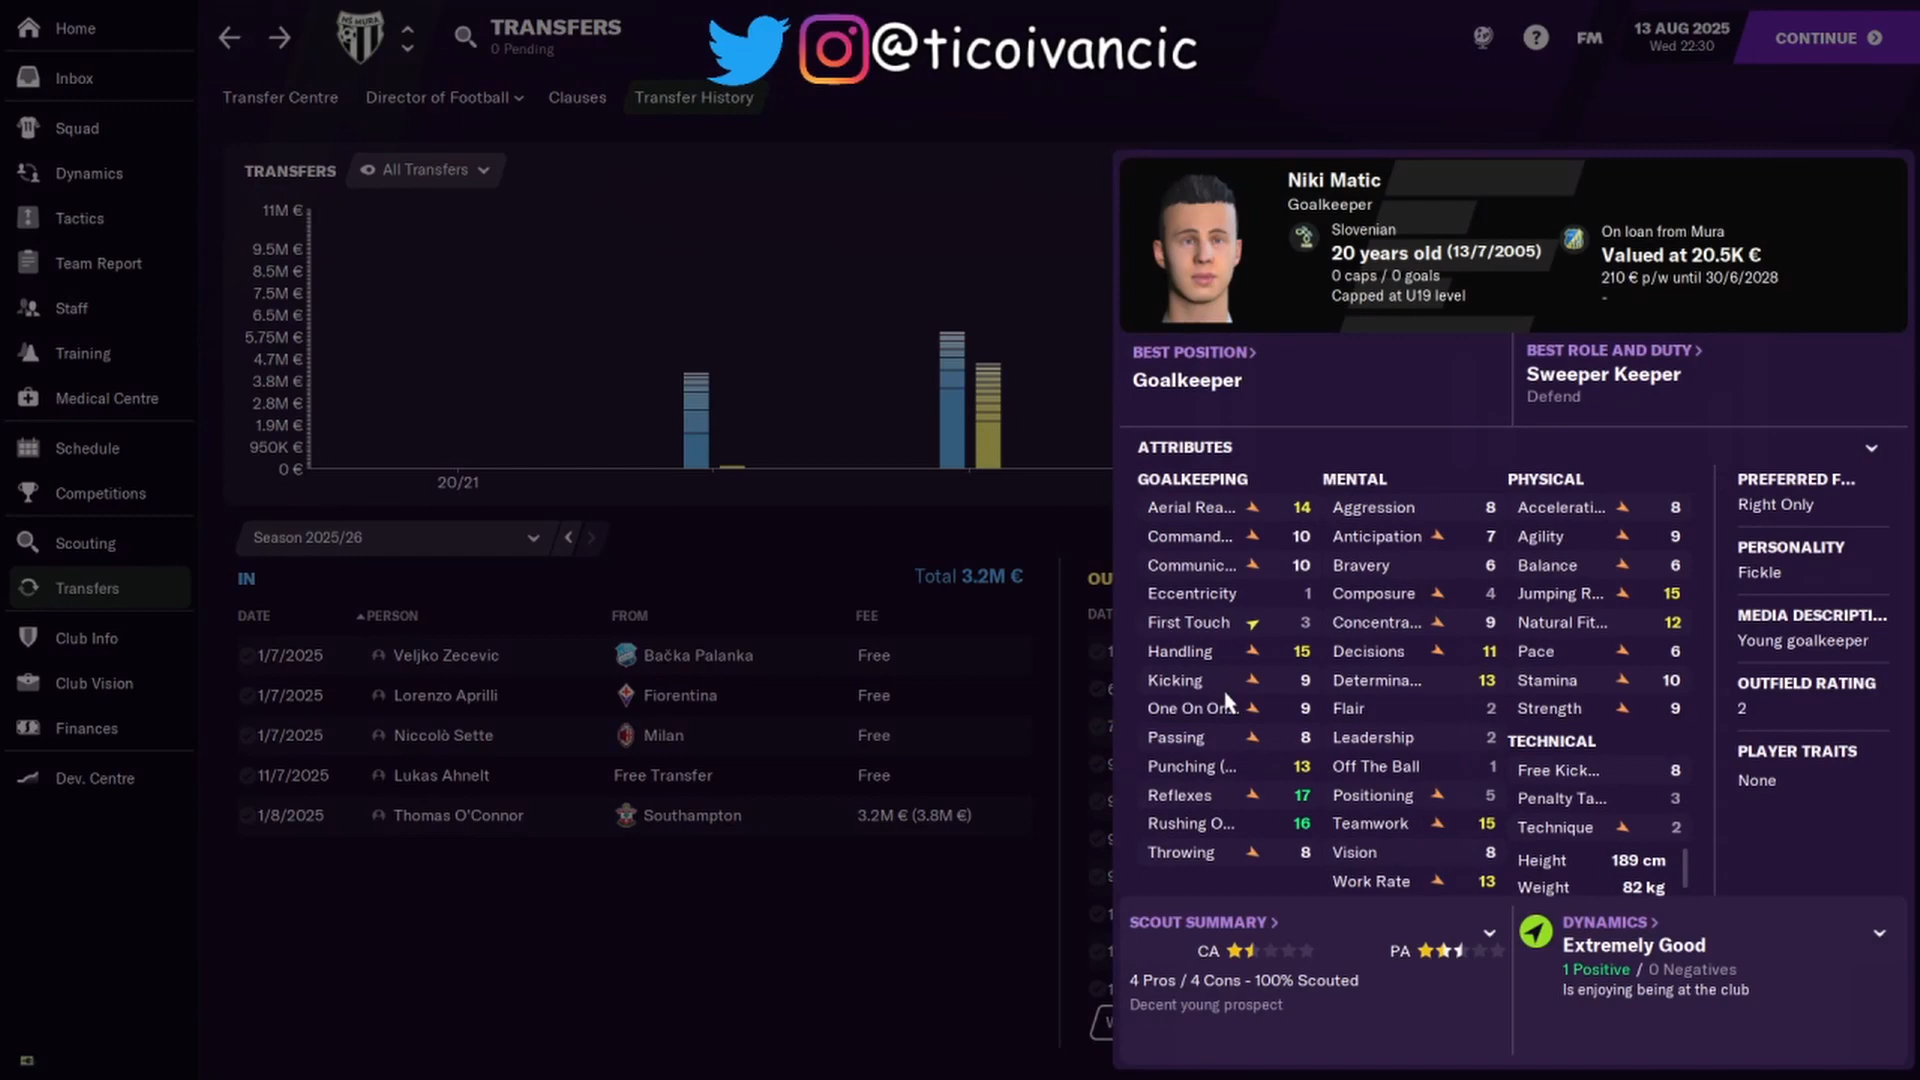 Home
Inbox
Squad
Dynamics
Tactics
Team Report
Staff
Training
Medical Centre
Schedule
Competitions
Scouting
Transfers
Club Info
Club Vision
Finances
Dev. Centre
NŠ MURA
TRANSFERS
0 Pending
@ticoivancic
FM
13 AUG 2025
Wed 22:30
CONTINUE
Transfer Centre
Director of Football
Clauses
Transfer History
TRANSFERS
All Transfers
11M €
9.5M €
8.5M €
7.5M €
6.5M €
5.75M €
4.7M €
3.8M €
2.8M €
1.9M €
950K €
0 €
20/21
Season 2025/26
IN
Total 3.2M €
DATE PERSON FROM FEE
1/7/2025 Veljko Zecevic Bačka Palanka Free
1/7/2025 Lorenzo Aprilli Fiorentina Free
1/7/2025 Niccolò Sette Milan Free
11/7/2025 Lukas Ahnelt Free Transfer Free
1/8/2025 Thomas O'Connor Southampton 3.2M € (3.8M €)
OU
DAT
Niki Matic
Goalkeeper
Slovenian
20 years old (13/7/2005)
0 caps / 0 goals
Capped at U19 level
On loan from Mura
Valued at 20.5K €
210 € p/w until 30/6/2028
-
BEST POSITION>
Goalkeeper
BEST ROLE AND DUTY>
Sweeper Keeper
Defend
ATTRIBUTES
GOALKEEPING
Aerial Rea... 14
Command... 10
Communic... 10
Eccentricity 1
First Touch 3
Handling 15
Kicking 9
One On On... 9
Passing 8
Punching (... 13
Reflexes 17
Rushing O... 16
Throwing 8
MENTAL
Aggression 8
Anticipation 7
Bravery 6
Composure 4
Concentra... 9
Decisions 11
Determina... 13
Flair 2
Leadership 2
Off The Ball 1
Positioning 5
Teamwork 15
Vision 8
Work Rate 13
PHYSICAL
Accelerati... 8
Agility 9
Balance 6
Jumping R... 15
Natural Fit... 12
Pace 6
Stamina 10
Strength 9
TECHNICAL
Free Kick... 8
Penalty Ta... 3
Technique 2
Height 189 cm
Weight 82 kg
PREFERRED F...
Right Only
PERSONALITY
Fickle
MEDIA DESCRIPTI...
Young goalkeeper
OUTFIELD RATING
2
PLAYER TRAITS
None
SCOUT SUMMARY>
CA
PA
4 Pros / 4 Cons - 100% Scouted
Decent young prospect
DYNAMICS>
Extremely Good
1 Positive / 0 Negatives
Is enjoying being at the club